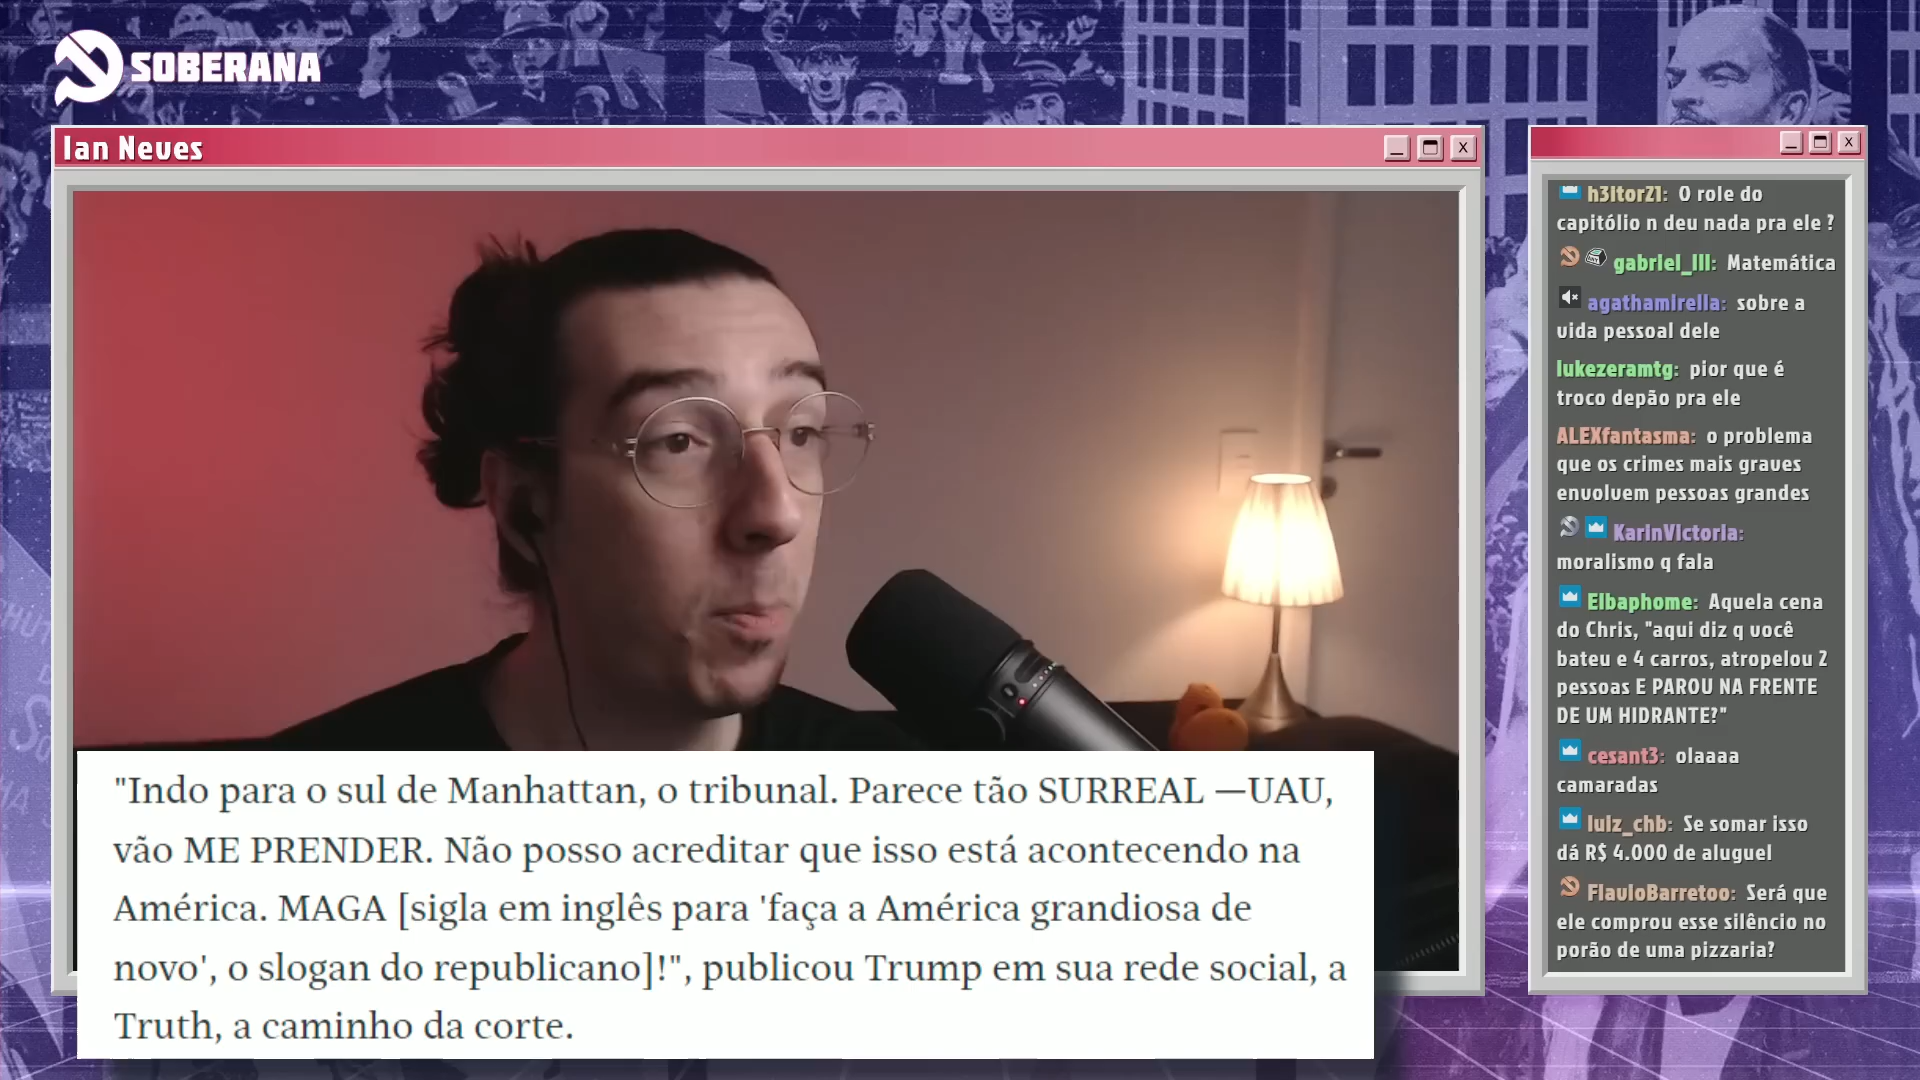 SOBERANA
Ian Neves
h3itorZ1: O role do
capitólio n deu nada pra ele ?
gabriel_lll: Matemática
agathamirella: sobre a
vida pessoal dele
lukezeramtg: pior que é
troco depão pra ele
ALEXfantasma: o problema
que os crimes mais graves
envolvem pessoas grandes
KarinVictoria:
moralismo q fala
Elbaphome: Aquela cena
do Chris, "aqui diz q você
bateu e 4 carros, atropelou 2
pessoas E PAROU NA FRENTE
DE UM HIDRANTE?"
cesant3: olaaaa
camaradas
luiz_chb: Se somar isso
dá R$ 4.000 de aluguel
FlavioBarretoo: Será que
ele comprou esse silêncio no
porão de uma pizzaria?
"Indo para o sul de Manhattan, o tribunal. Parece tão SURREAL —UAU,
vão ME PRENDER. Não posso acreditar que isso está acontecendo na
América. MAGA [sigla em inglês para 'faça a América grandiosa de
novo', o slogan do republicano]!", publicou Trump em sua rede social, a
Truth, a caminho da corte.